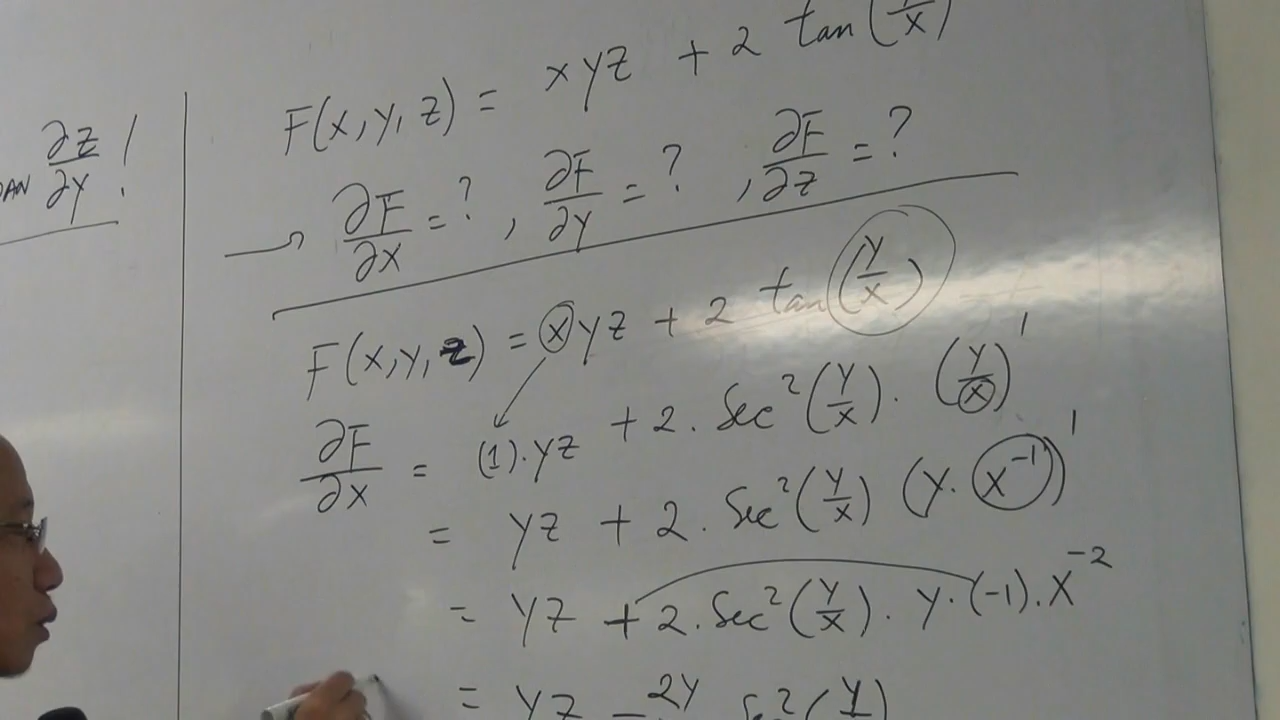 ∂z/∂y !
F(x,y,z) = xyz + 2 tan(y/x)
∂F/∂x = ? , ∂F/∂y = ? , ∂F/∂z = ?
F(x,y,z) = xyz + 2 tan(y/x)
∂F/∂x = (1).yz + 2. Sec²(y/x). (y/x)'
= yz + 2. Sec²(y/x) (y. x⁻¹)'
= yz + 2. Sec²(y/x). y.(-1). x⁻²
= yz - 2y